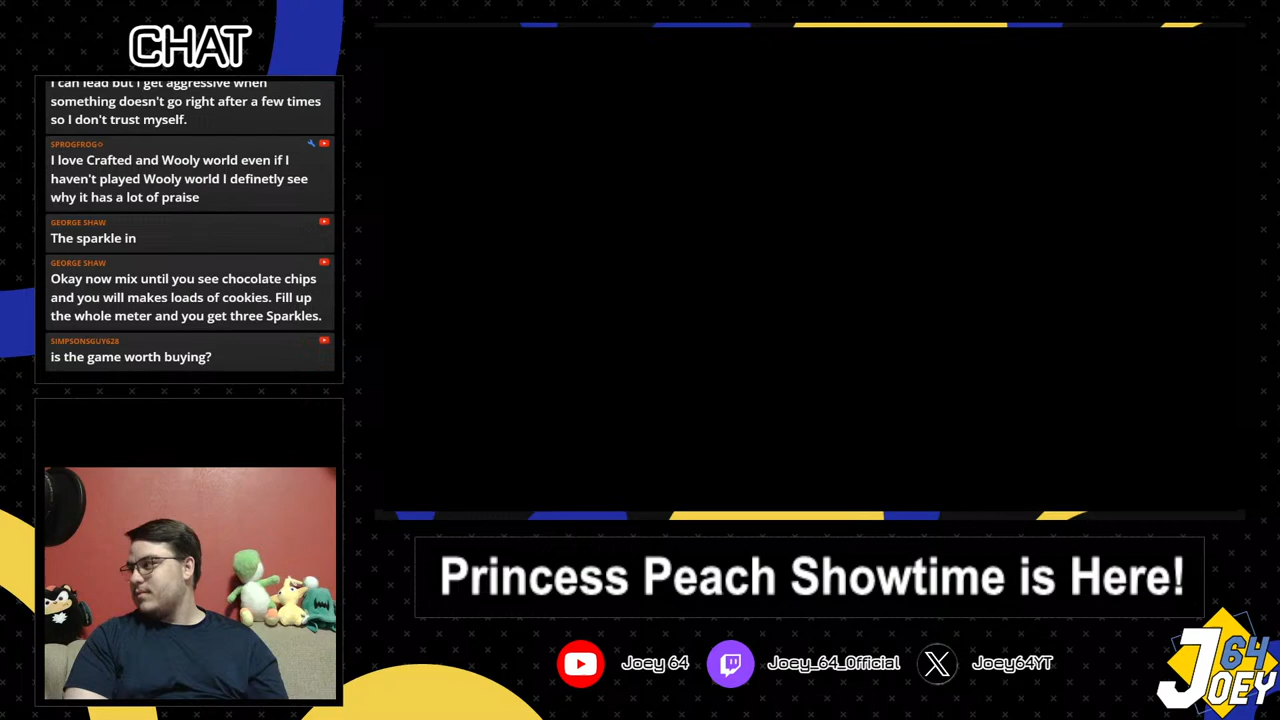 CHAT
I can lead but I get aggressive when
something doesn't go right after a few times
so I don't trust myself.
SPROGFROG
I love Crafted and Wooly world even if I
haven't played Wooly world I definetly see
why it has a lot of praise
GEORGE SHAW
The sparkle in
GEORGE SHAW
Okay now mix until you see chocolate chips
and you will makes loads of cookies. Fill up
the whole meter and you get three Sparkles.
SIMPSONSGUY628
is the game worth buying?
Princess Peach Showtime is Here!
Joey 64
Joey_64_Official
Joey64YT
64
JOEY